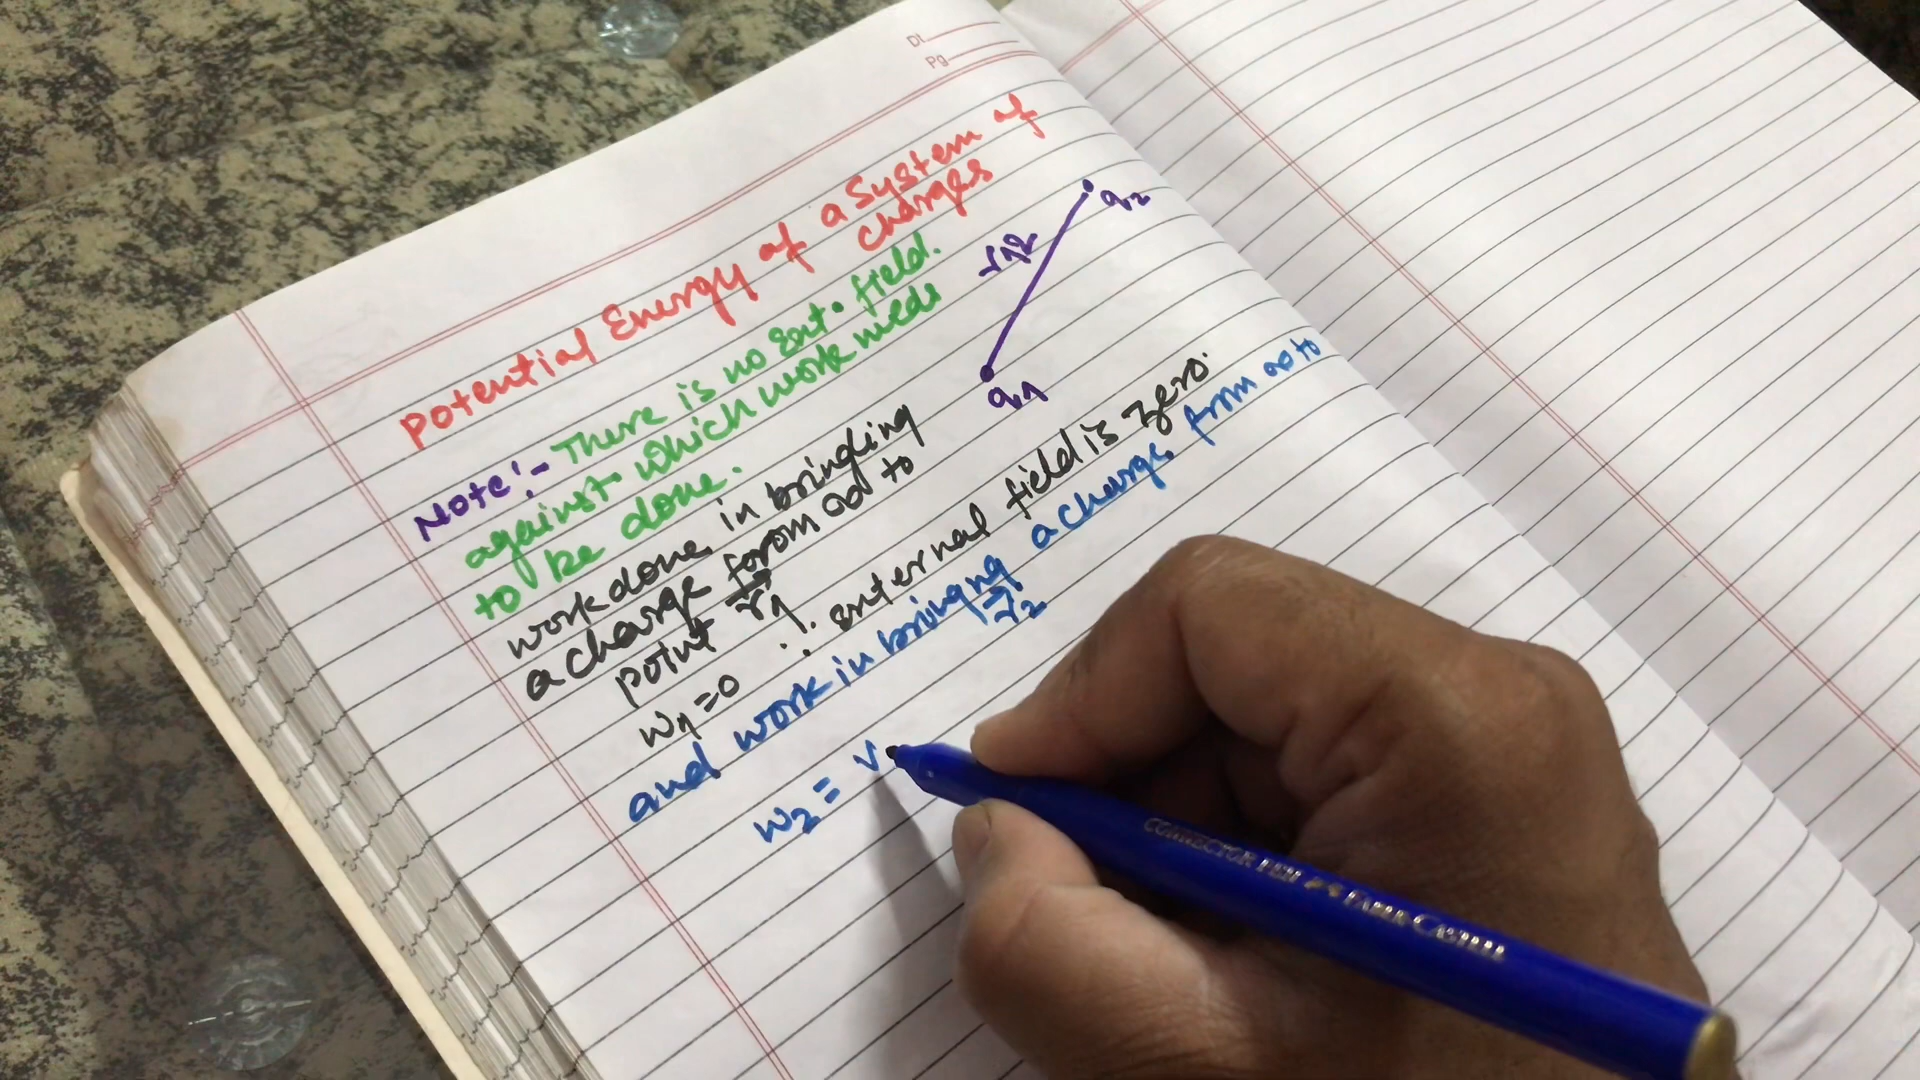 Dt
Pg
Potential Energy of a System of
charges
Note:- There is no Ext. field.
against which work needs
to be done.
q2
r12
q1
work done in bringing
a charge from ∞ to
point r⃗1
w1=0 ∵ external field is zero.
and work in bringing a charge from ∞ to
r⃗2
w2 = v
CONNECTOR PEN FABER-CASTELL